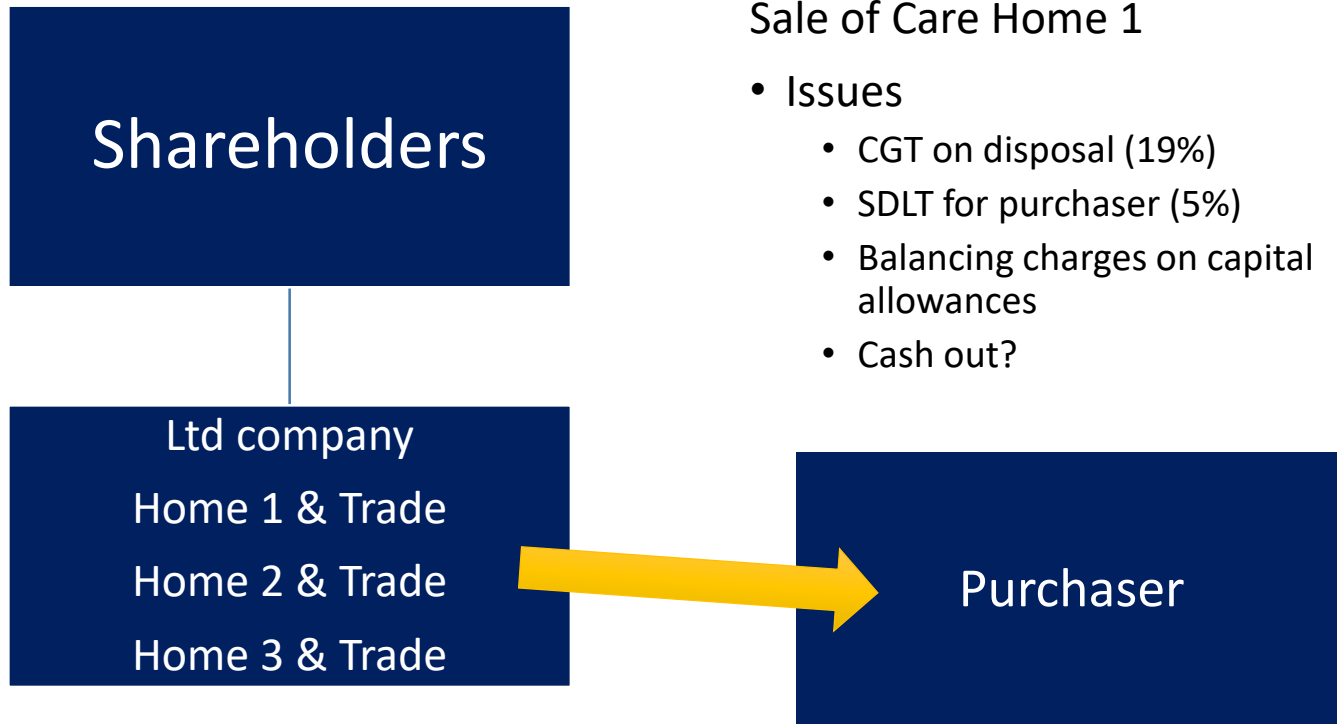 Shareholders
Ltd company
Home 1 & Trade
Home 2 & Trade
Home 3 & Trade
Sale of Care Home 1
• Issues
• CGT on disposal (19%)
• SDLT for purchaser (5%)
• Balancing charges on capital
allowances
• Cash out?
Purchaser